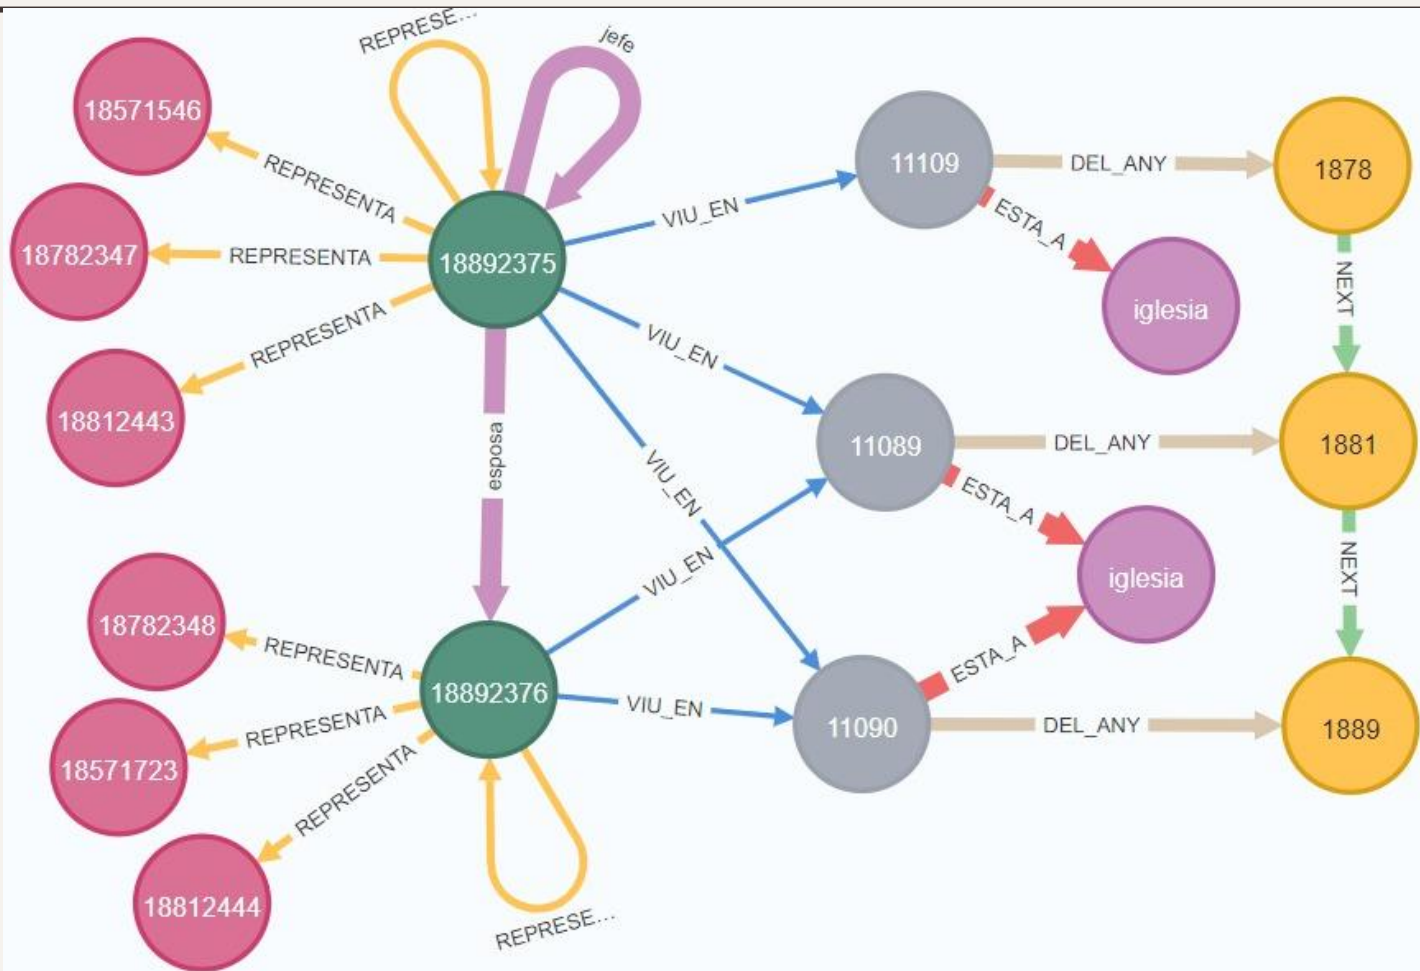 REPRESE...
jefe
18571546
REPRESENTA
18782347
REPRESENTA
18892375
REPRESENTA
18812443
VIU_EN
11109
DEL_ANY
1878
ESTA_A
iglesia
NEXT
VIU_EN
11089
DEL_ANY
1881
esposa
VIU_EN
ESTA_A
VIU_EN
iglesia
NEXT
18782348
REPRESENTA
18892376
VIU_EN
ESTA_A
11090
DEL_ANY
1889
REPRESENTA
18571723
REPRESENTA
18812444
REPRESE...